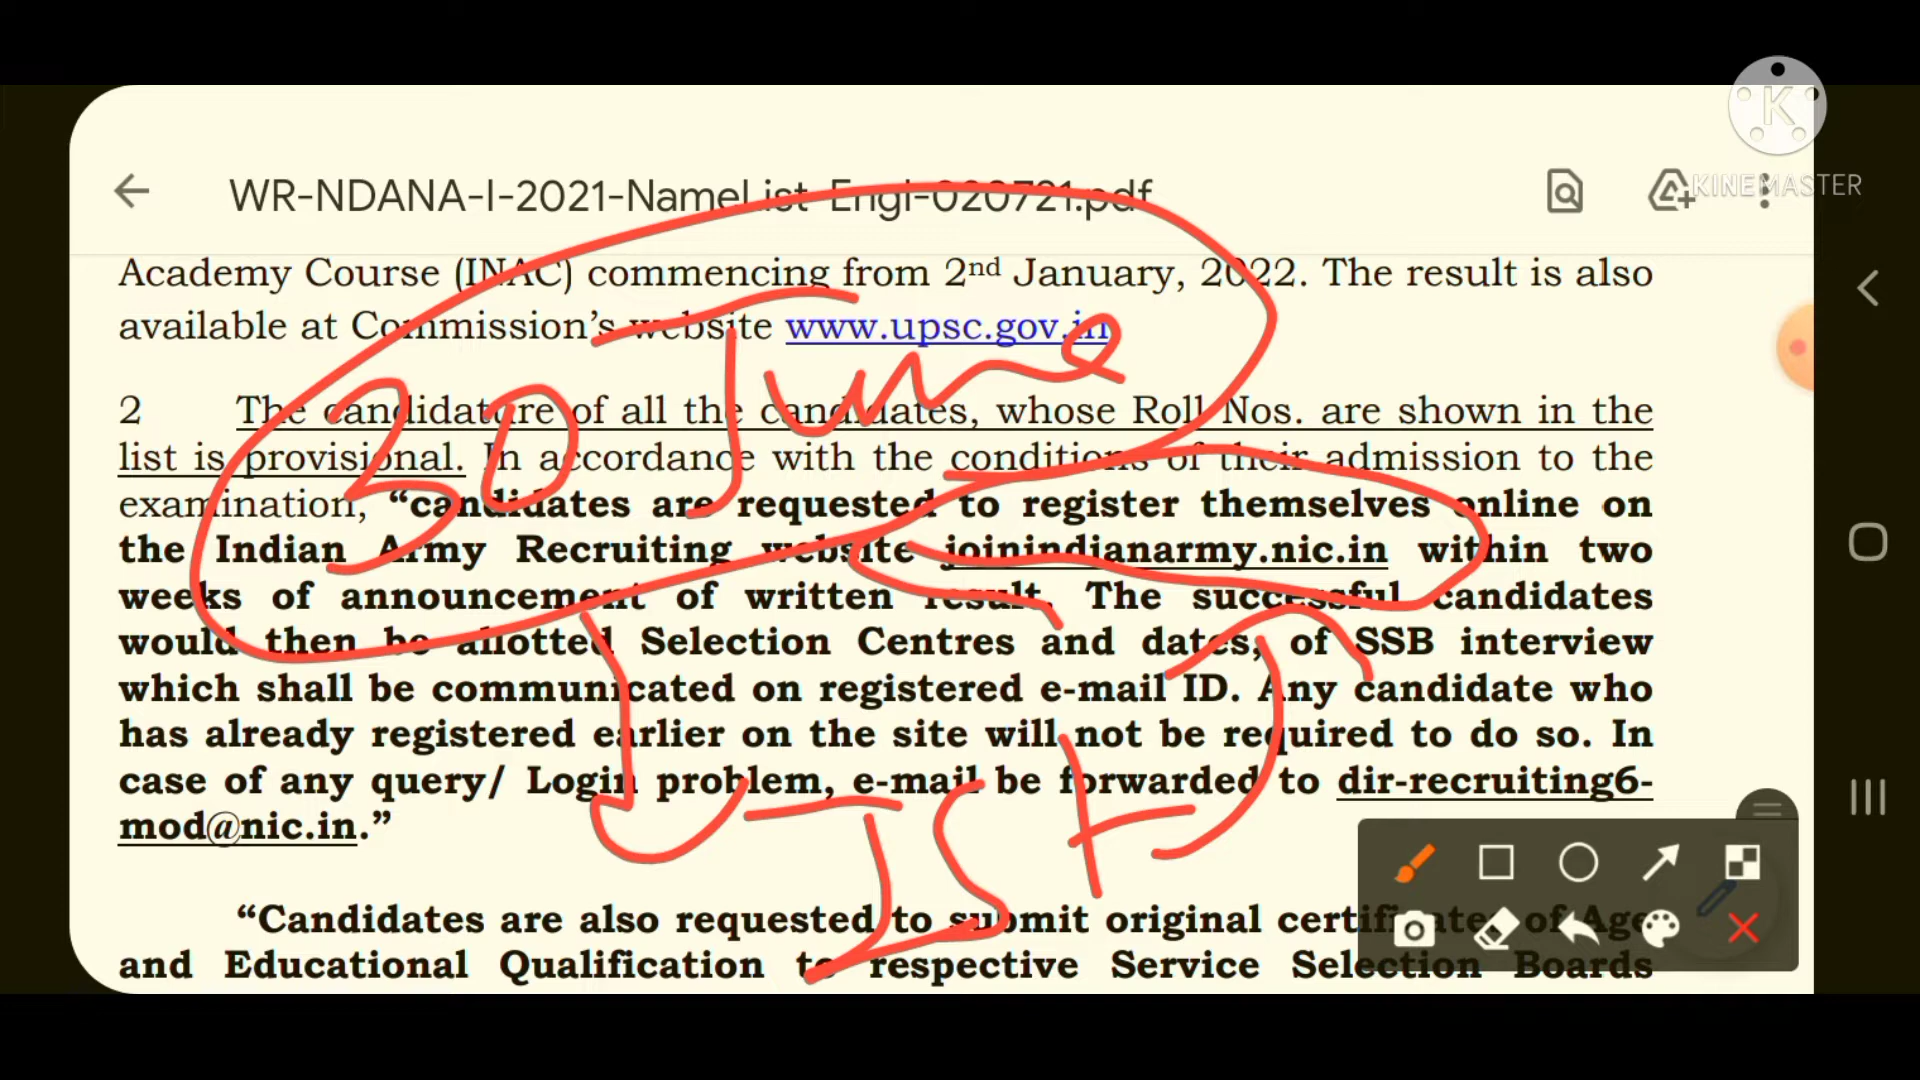 KINEMASTER
WR-NDANA-I-2021-NameList-Engl-020721.pdf
Academy Course (INAC) commencing from 2nd January, 2022. The result is also
available at Commission's website www.upsc.gov.in
30 June
2 The candidature of all the candidates, whose Roll Nos. are shown in the
list is provisional. In accordance with the conditions of their admission to the
examination, “candidates are requested to register themselves online on
the Indian Army Recruiting website joinindianarmy.nic.in within two
weeks of announcement of written result. The successful candidates
would then be allotted Selection Centres and dates, of SSB interview
which shall be communicated on registered e-mail ID. Any candidate who
has already registered earlier on the site will not be required to do so. In
case of any query/ Login problem, e-mail be forwarded to dir-recruiting6-
mod@nic.in.”
“Candidates are also requested to submit original certificates of Age
and Educational Qualification to respective Service Selection Boards